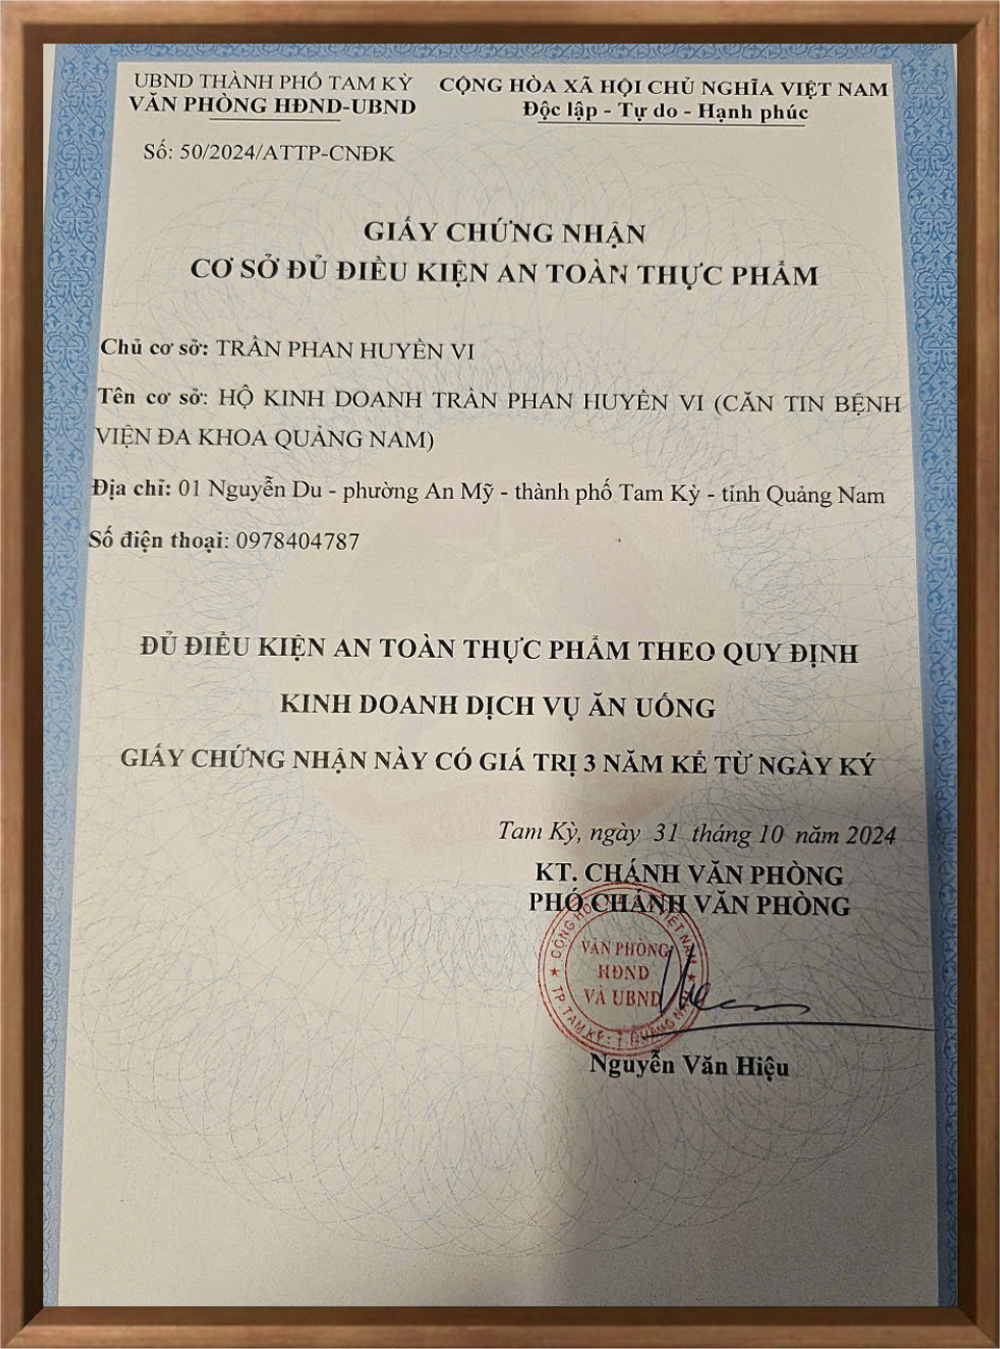 UBND THÀNH PHỐ TAM KỲ
VĂN PHÒNG HĐND-UBND
CỘNG HÒA XÃ HỘI CHỦ NGHĨA VIỆT NAM
Độc lập - Tự do - Hạnh phúc
Số: 50/2024/ATTP-CNĐK
GIẤY CHỨNG NHẬN
CƠ SỞ ĐỦ ĐIỀU KIỆN AN TOÀN THỰC PHẨM
Chủ cơ sở: TRẦN PHAN HUYỀN VI
Tên cơ sở: HỘ KINH DOANH TRẦN PHAN HUYỀN VI (CĂN TIN BỆNH
VIỆN ĐA KHOA QUẢNG NAM)
Địa chỉ: 01 Nguyễn Du - phường An Mỹ - thành phố Tam Kỳ - tỉnh Quảng Nam
Số điện thoại: 0978404787
ĐỦ ĐIỀU KIỆN AN TOÀN THỰC PHẨM THEO QUY ĐỊNH
KINH DOANH DỊCH VỤ ĂN UỐNG
GIẤY CHỨNG NHẬN NÀY CÓ GIÁ TRỊ 3 NĂM KỂ TỪ NGÀY KÝ
Tam Kỳ, ngày 31 tháng 10 năm 2024
KT. CHÁNH VĂN PHÒNG
PHÓ CHÁNH VĂN PHÒNG
VĂN PHÒNG
HĐND
VÀ UBND
TP. TAM KỲ - T. QUẢNG NAM
Nguyễn Văn Hiệu